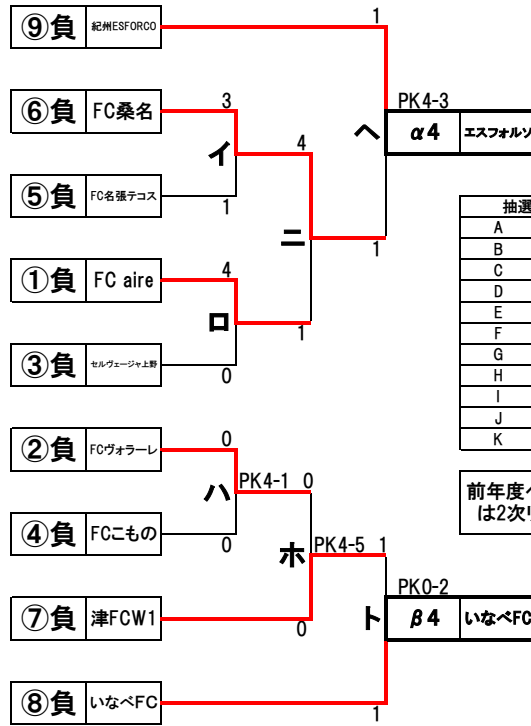 ⑨負 紀州ESFORCO 1
PK4-3
⑥負 FC桑名 3
ヘ α4 エスフォルソ
イ 4
⑤負 FC名張テコス 1
ニ 1
抽選
A
B
C
D
E
F
G
H
I
J
K
①負 FC aire 4
ロ 1
③負 セルヴェージャ上野 0
②負 FCヴォラーレ 0
ハ PK4-1 0
④負 FCこもの 0
ホ PK4-5 1
前年度ベ
は2次リ
⑦負 津FCW1 0
PK0-2
ト β4 いなべFC
⑧負 いなべFC 1